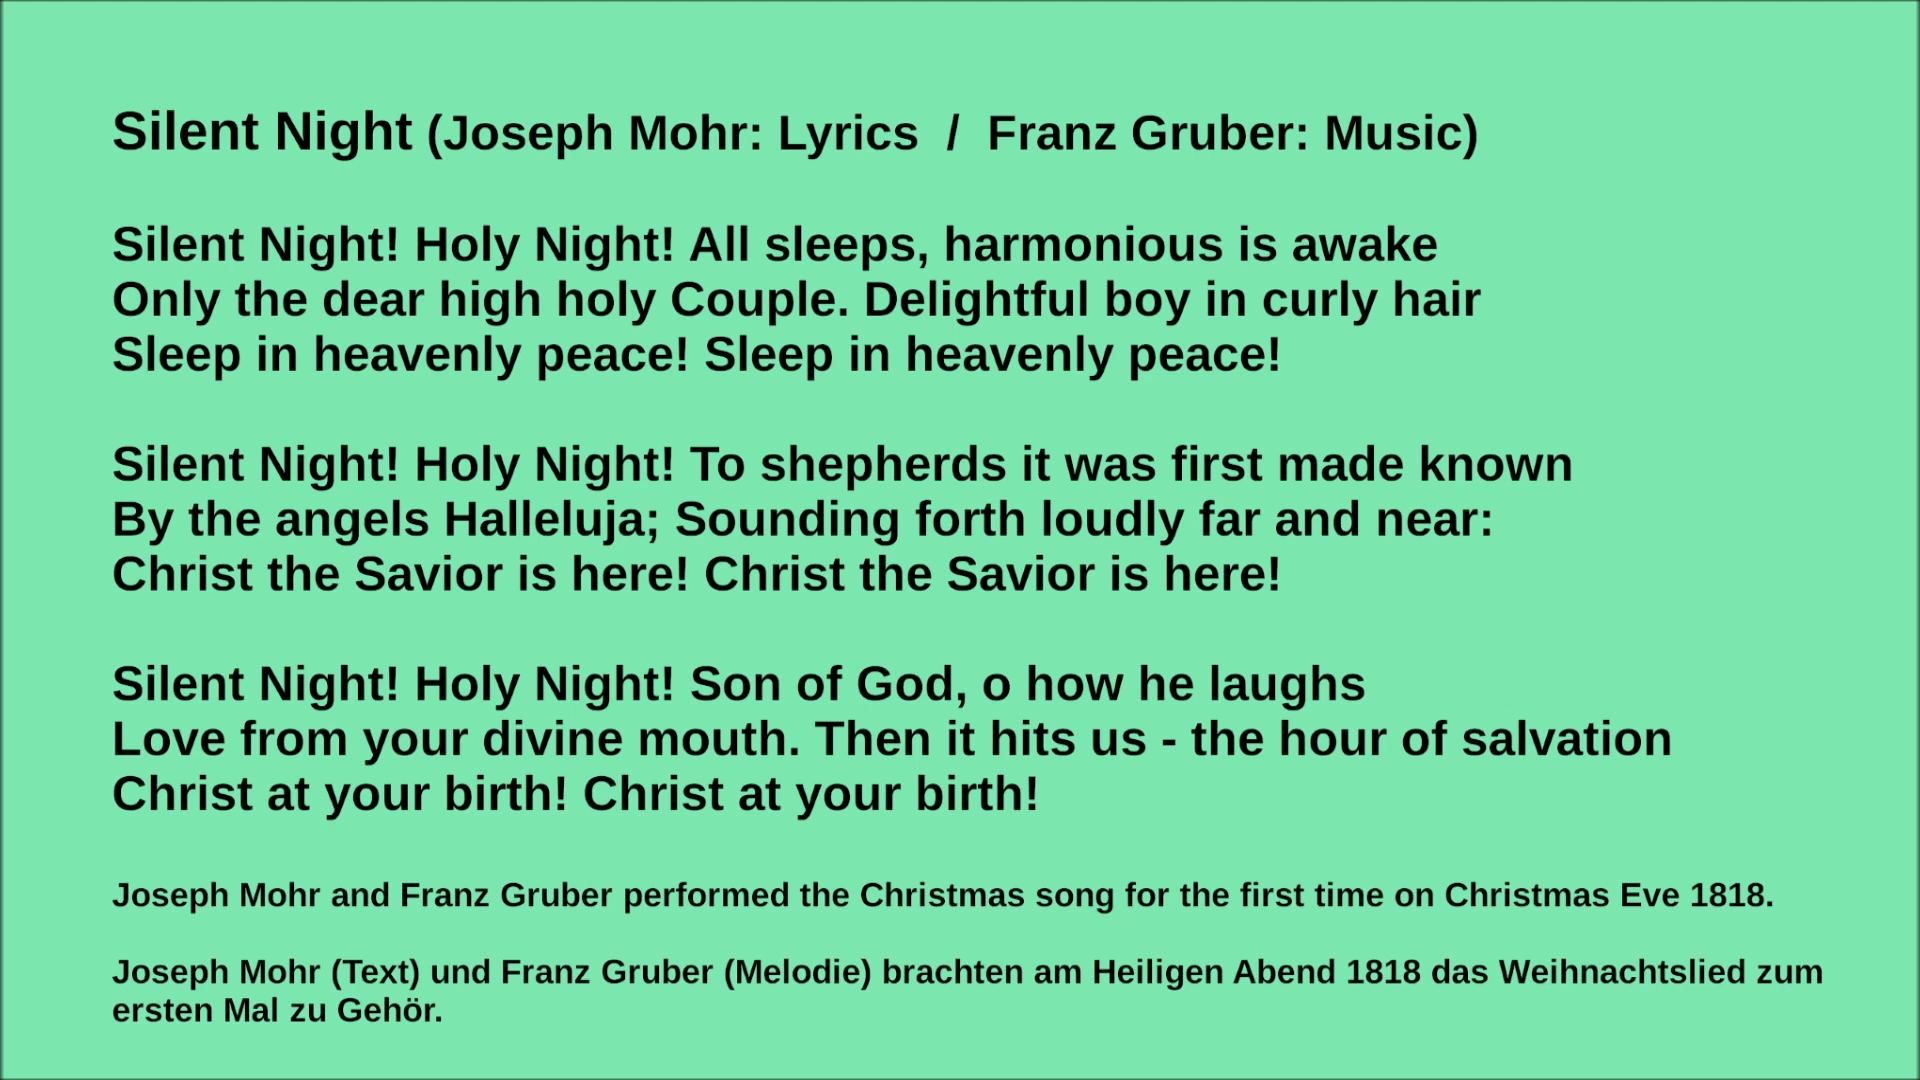 Silent Night (Joseph Mohr: Lyrics  /  Franz Gruber: Music)
Silent Night! Holy Night! All sleeps, harmonious is awake
Only the dear high holy Couple. Delightful boy in curly hair
Sleep in heavenly peace! Sleep in heavenly peace!
Silent Night! Holy Night! To shepherds it was first made known
By the angels Halleluja; Sounding forth loudly far and near:
Christ the Savior is here! Christ the Savior is here!
Silent Night! Holy Night! Son of God, o how he laughs
Love from your divine mouth. Then it hits us - the hour of salvation
Christ at your birth! Christ at your birth!
Joseph Mohr and Franz Gruber performed the Christmas song for the first time on Christmas Eve 1818.
Joseph Mohr (Text) und Franz Gruber (Melodie) brachten am Heiligen Abend 1818 das Weihnachtslied zum
ersten Mal zu Gehör.